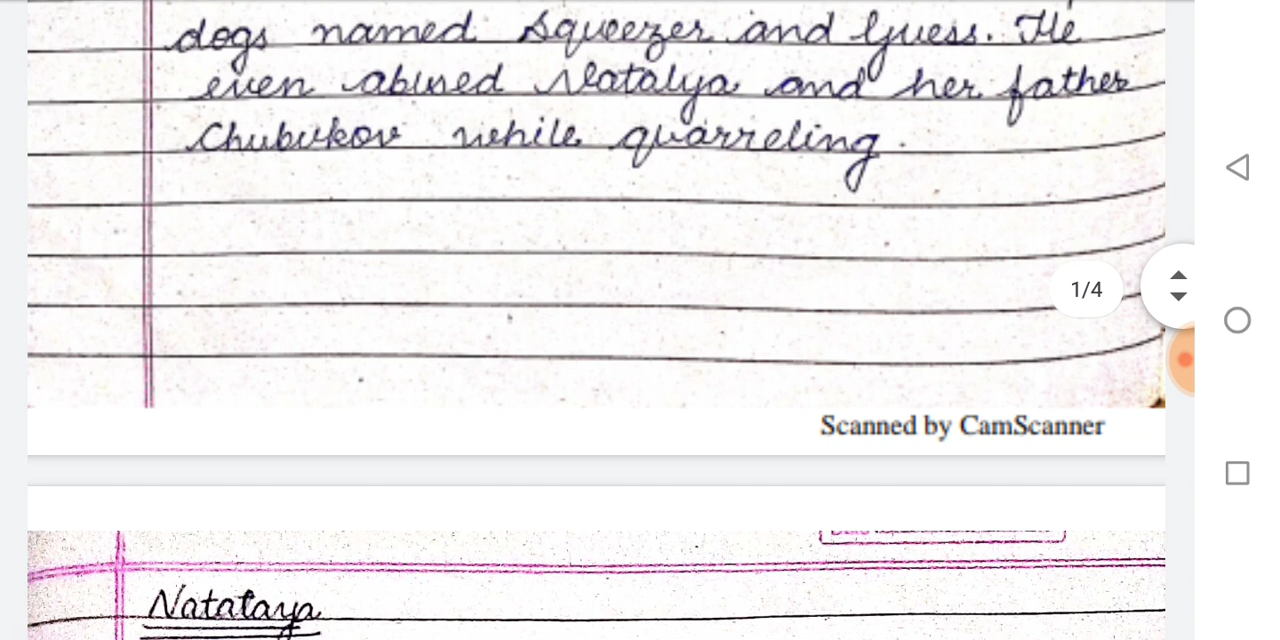 dogs named Squeezer and Guess. He
even abused Natalya and her father
Chubukov while quarreling.
1/4
Scanned by CamScanner
Natalaya